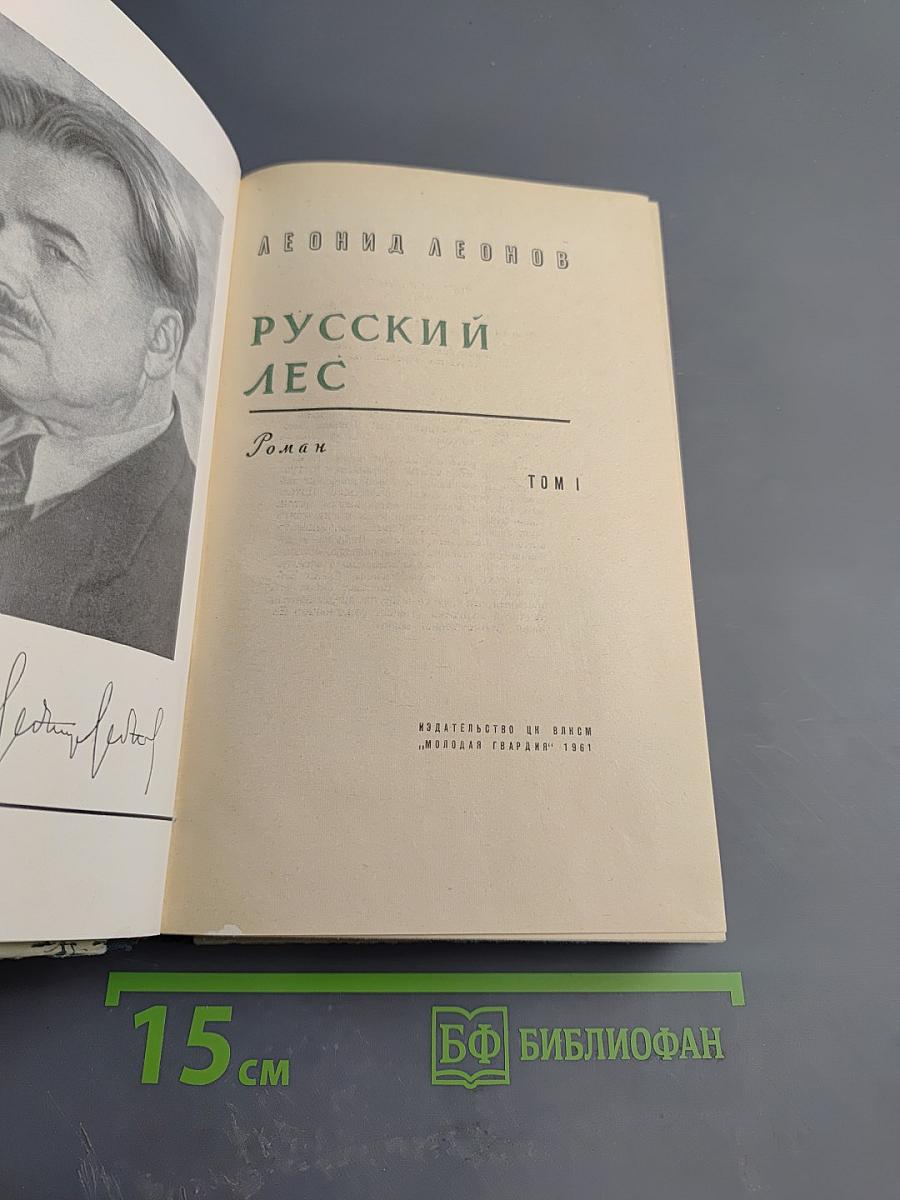 ЛЕОНИД ЛЕОНОВ
РУССКИЙ
ЛЕС
Роман
ТОМ I
ИЗДАТЕЛЬСТВО ЦК ВЛКСМ
„МОЛОДАЯ ГВАРДИЯ“ 1961
15 см
БФ БИБЛИОФАН